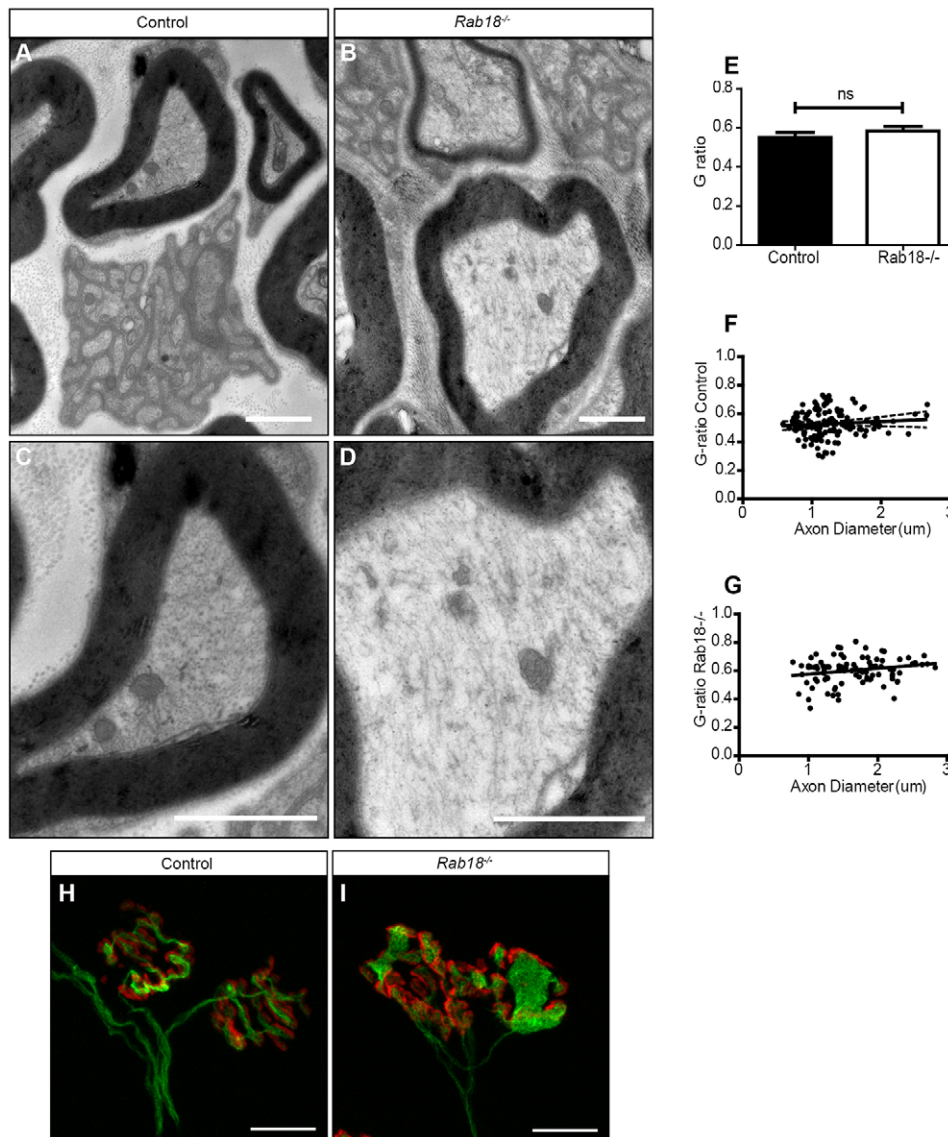 Control
Rab18-/-
A
B
C
D
E
ns
G ratio
0.8
0.6
0.4
0.2
0.0
Control
Rab18-/-
F
G-ratio Control
1.0
0.8
0.6
0.4
0.2
0.0
0
1
2
3
Axon Diameter(um)
G
G-ratio Rab18-/-
1.0
0.8
0.6
0.4
0.2
0.0
0
1
2
3
Axon Diameter(um)
Control
Rab18-/-
H
I